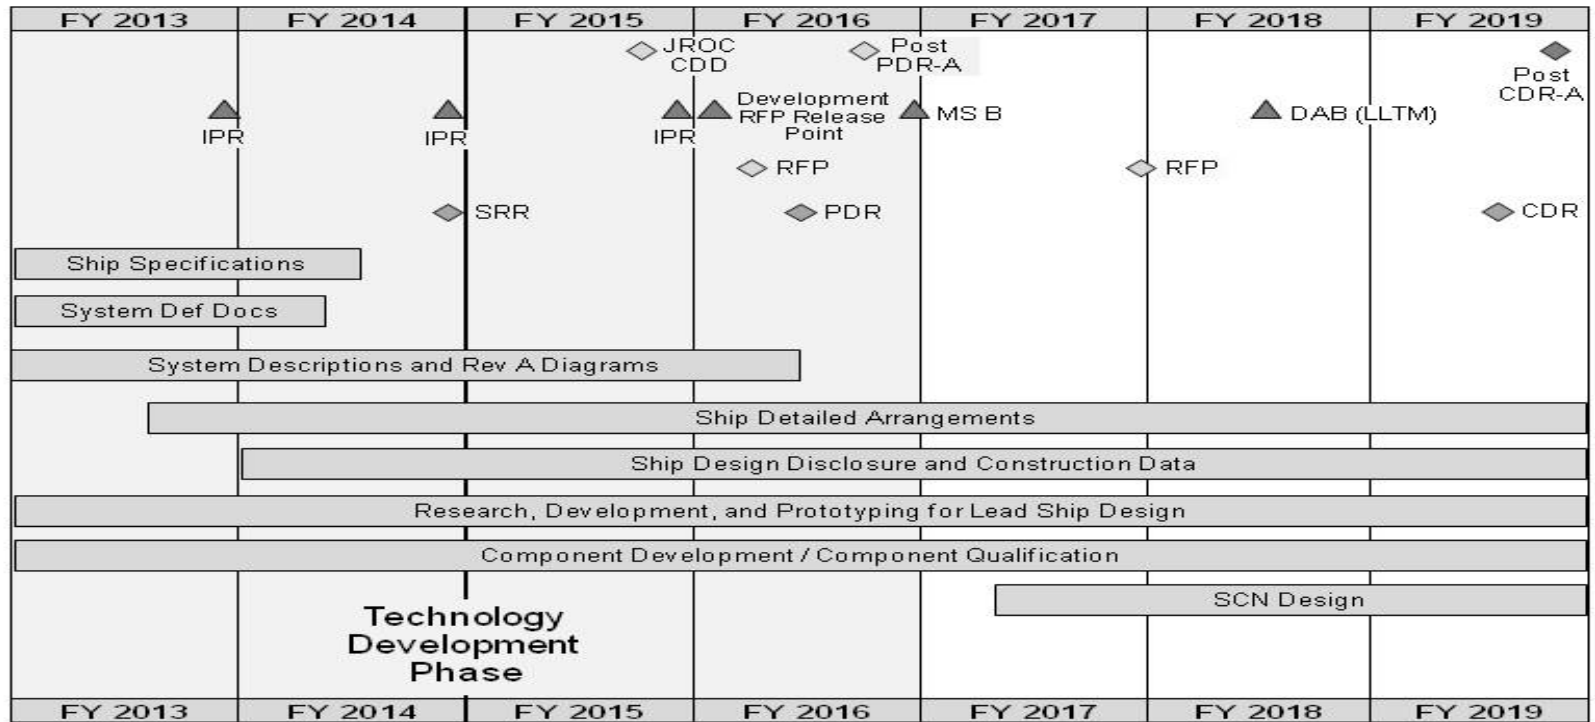 FY 2013 FY 2014 FY 2015 FY 2016 FY 2017 FY 2018 FY 2019
JROC
CDD
Post
PDR-A
Post
CDR-A
IPR
IPR
IPR
Development
RFP Release
Point
MS B
DAB (LLTM)
RFP
RFP
SRR
PDR
CDR
Ship Specifications
System Def Docs
System Descriptions and Rev A Diagrams
Ship Detailed Arrangements
Ship Design Disclosure and Construction Data
Research, Development, and Prototyping for Lead Ship Design
Component Development / Component Qualification
SCN Design
Technology
Development
Phase
FY 2013 FY 2014 FY 2015 FY 2016 FY 2017 FY 2018 FY 2019